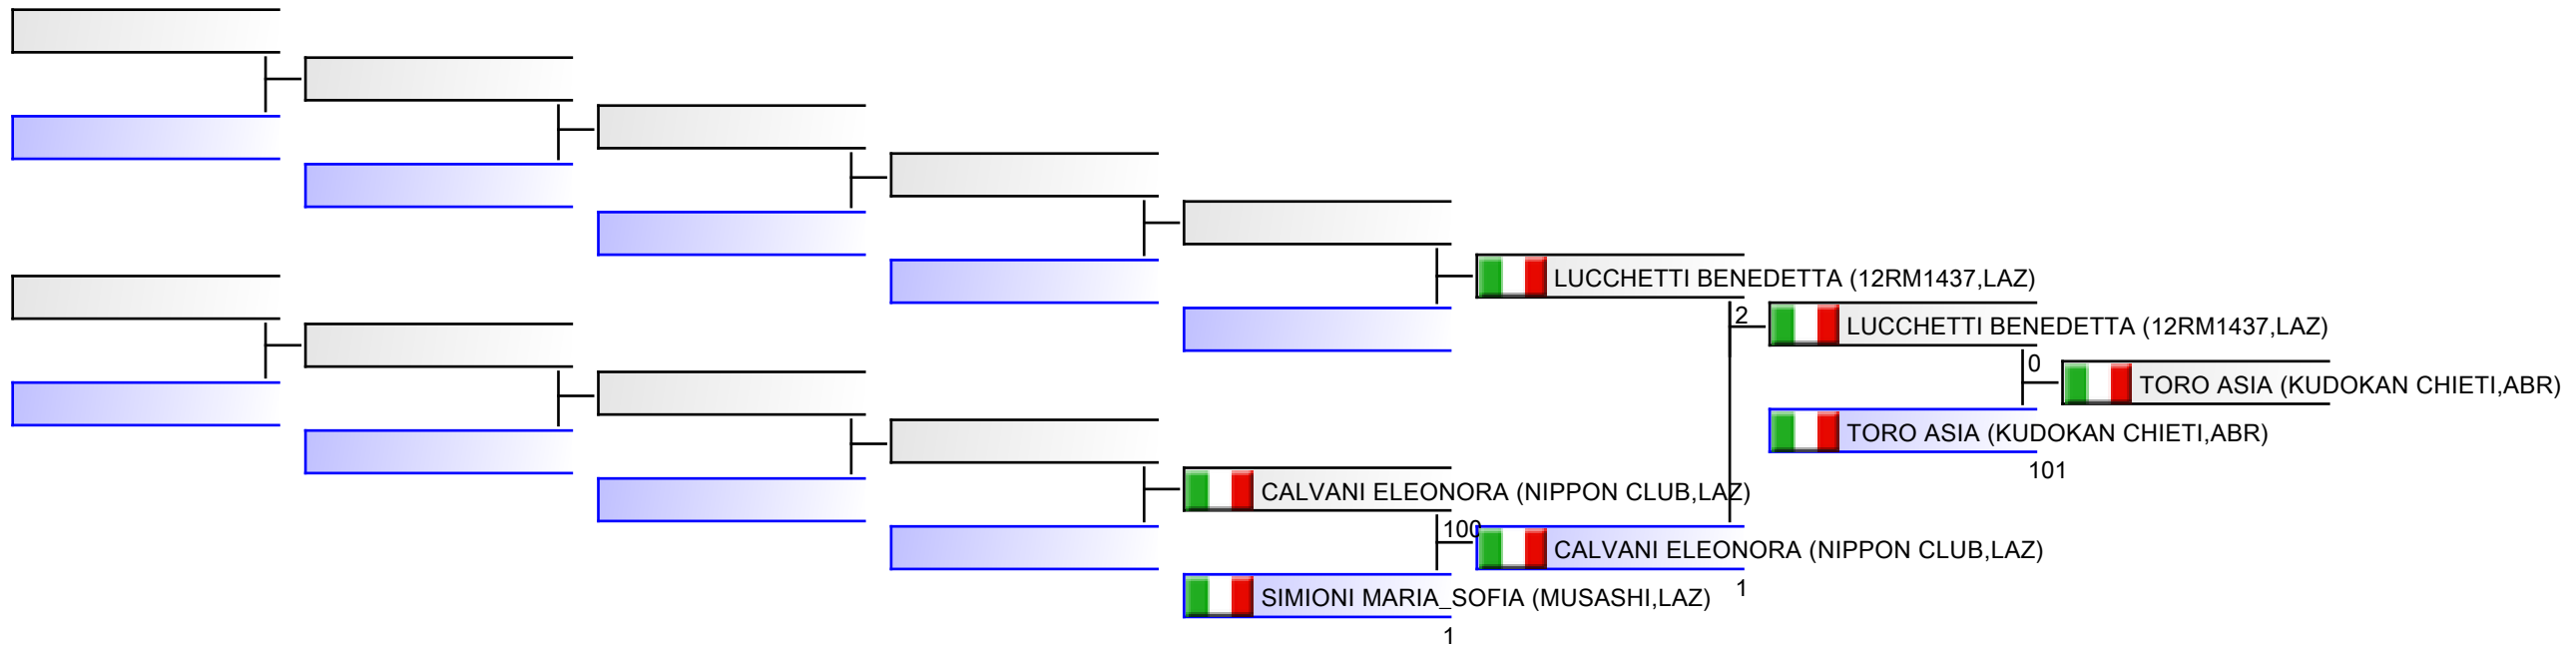 LUCCHETTI BENEDETTA (12RM1437,LAZ)
2
LUCCHETTI BENEDETTA (12RM1437,LAZ)
0
TORO ASIA (KUDOKAN CHIETI,ABR)
TORO ASIA (KUDOKAN CHIETI,ABR)
101
CALVANI ELEONORA (NIPPON CLUB,LAZ)
100
CALVANI ELEONORA (NIPPON CLUB,LAZ)
1
SIMIONI MARIA_SOFIA (MUSASHI,LAZ)
1